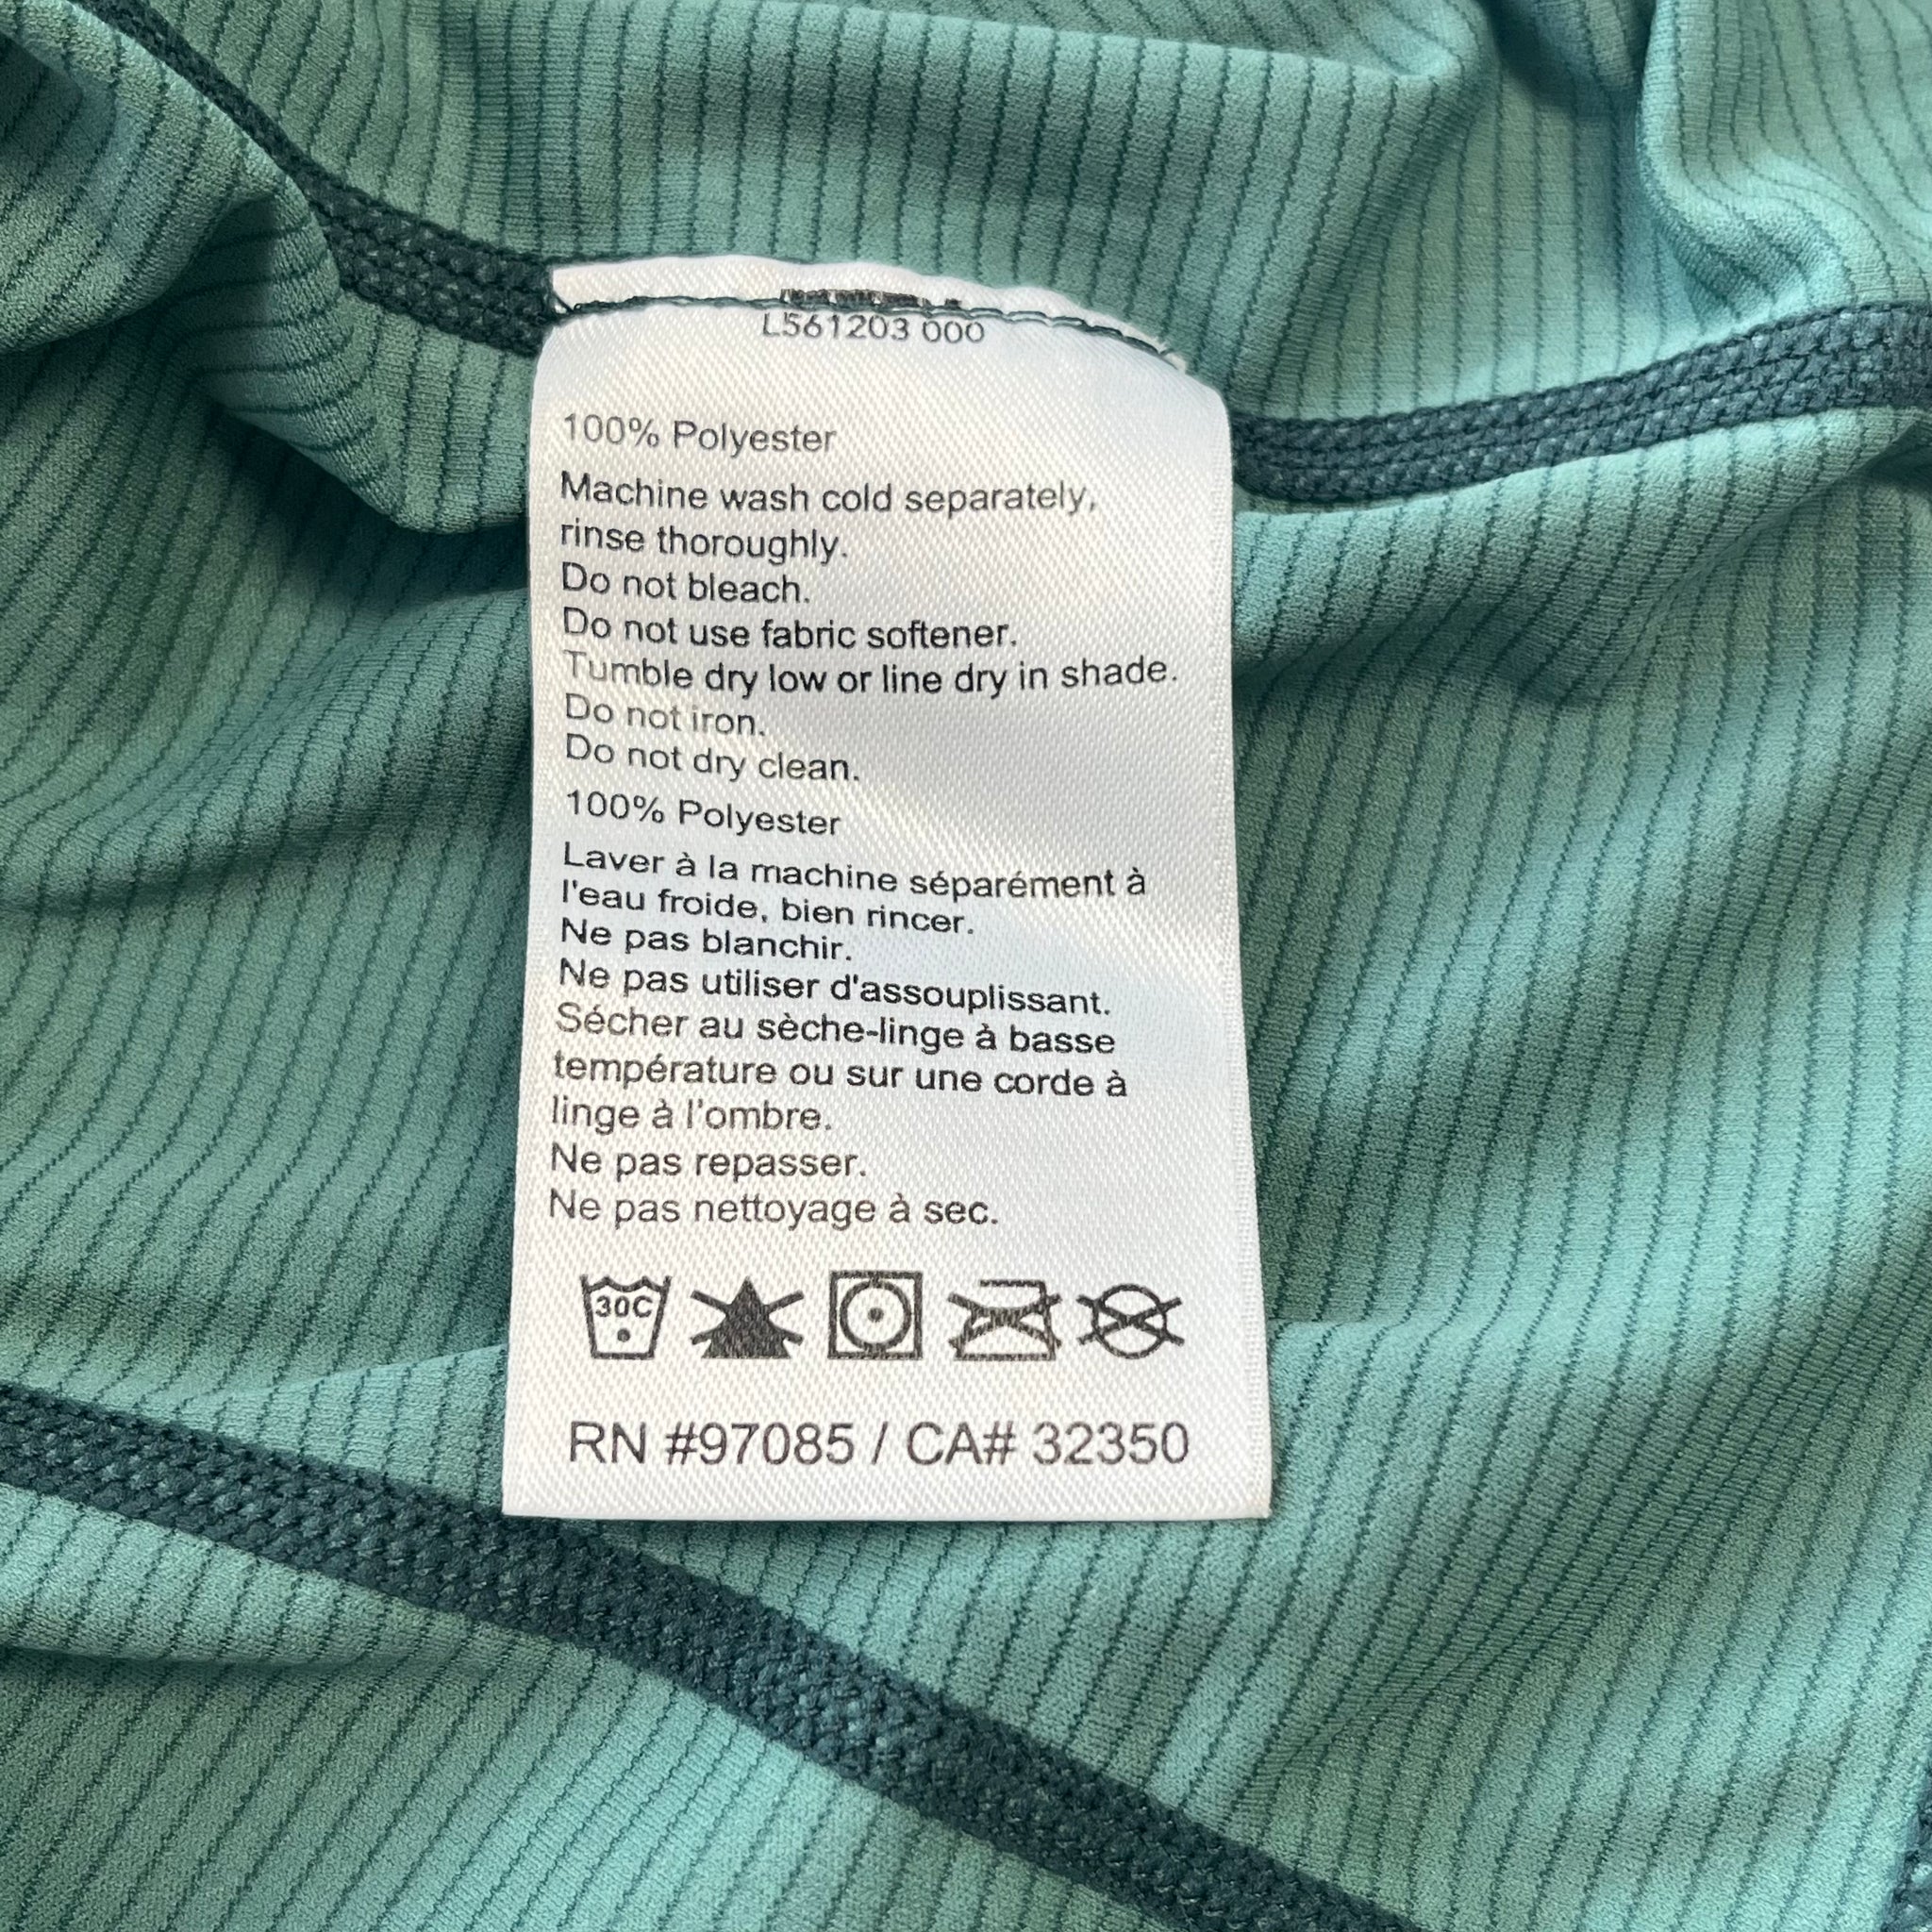 L561203 000
100% Polyester
Machine wash cold separately,
rinse thoroughly.
Do not bleach.
Do not use fabric softener.
Tumble dry low or line dry in shade.
Do not iron.
Do not dry clean.
100% Polyester
Laver à la machine séparément à
l'eau froide, bien rincer.
Ne pas blanchir.
Ne pas utiliser d'assouplissant.
Sécher au sèche-linge à basse
température ou sur une corde à
linge à l'ombre.
Ne pas repasser.
Ne pas nettoyage à sec.
30C
RN #97085 / CA# 32350